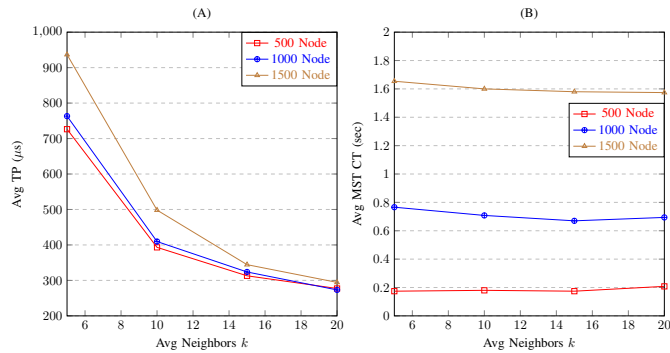 (A)
1,000
900
800
700
600
500
400
300
200
6 8 10 12 14 16 18 20
Avg Neighbors k
Avg TP (μs)
500 Node
1000 Node
1500 Node
(B)
2
1.8
1.6
1.4
1.2
1
0.8
0.6
0.4
0.2
0
6 8 10 12 14 16 18 20
Avg Neighbors k
Avg MST CT (sec)
500 Node
1000 Node
1500 Node